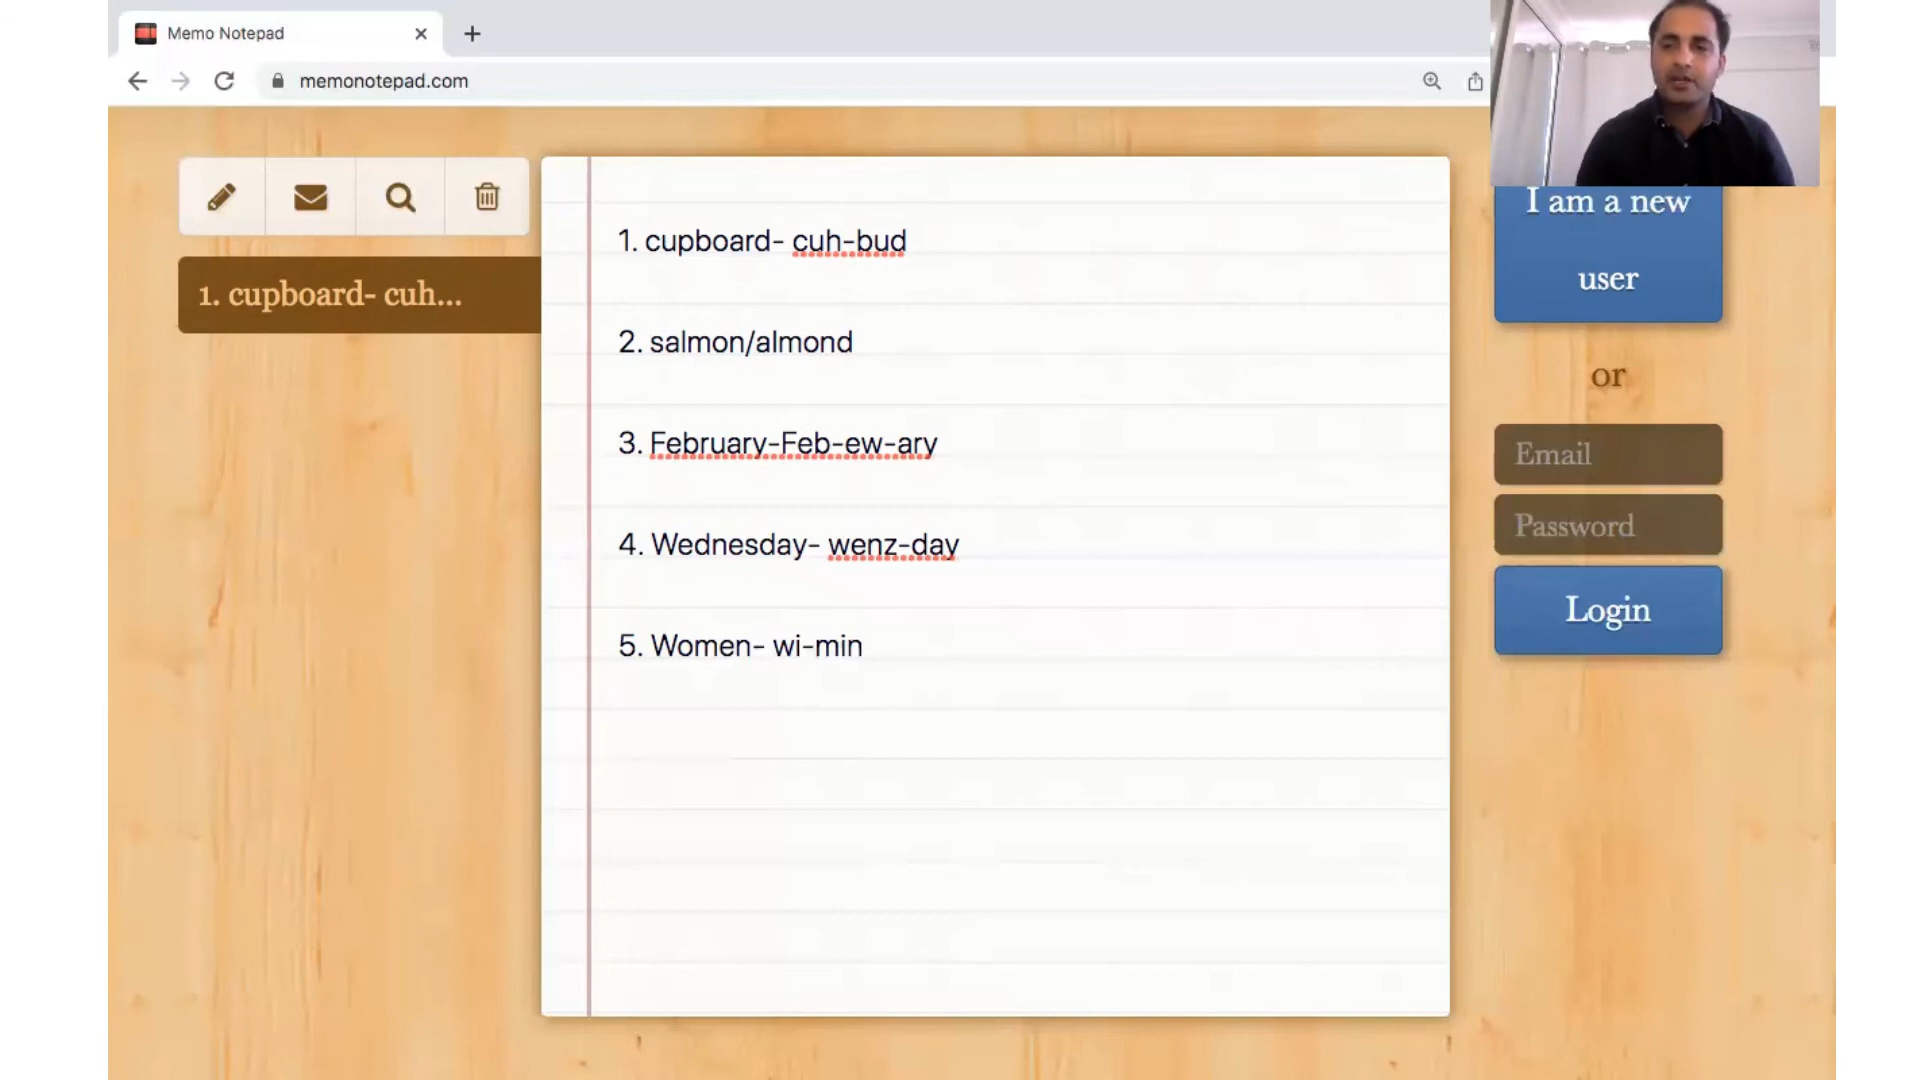 Memo Notepad
memonotepad.com
1. cupboard- cuh...
1. cupboard- cuh-bud
2. salmon/almond
3. February-Feb-ew-ary
4. Wednesday- wenz-day
5. Women- wi-min
I am a new
user
or
Email
Password
Login